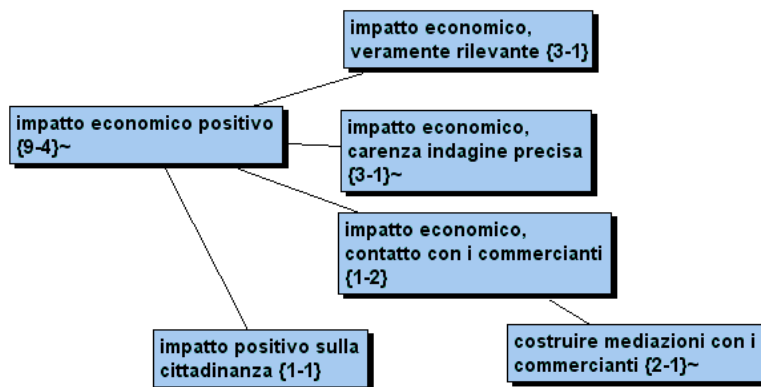 impatto economico,
veramente rilevante {3-1}
impatto economico positivo
{9-4}~
impatto economico,
carenza indagine precisa
{3-1}~
impatto economico,
contatto con i commercianti
{1-2}
impatto positivo sulla
cittadinanza {1-1}
costruire mediazioni con i
commercianti {2-1}~